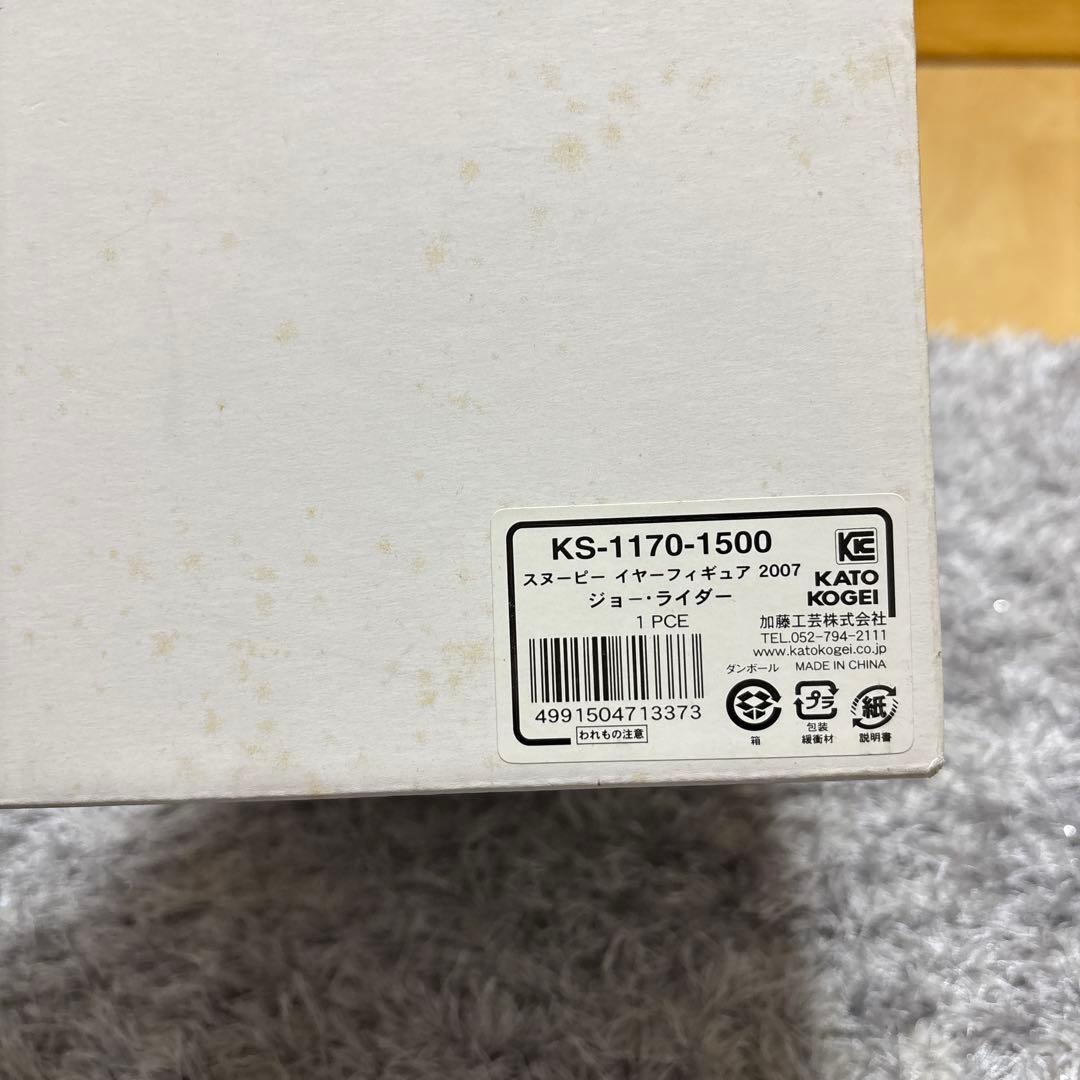 KS-1170-1500
スヌーピー イヤーフィギュア 2007
ジョー・ライダー
1 PCE
KC
KATO
KOGEI
加藤工芸株式会社
TEL.052-794-2111
www.katokogei.co.jp
ダンボール MADE IN CHINA
4991504713373
われもの注意
箱
プラ
包装
緩衝材
紙
説明書